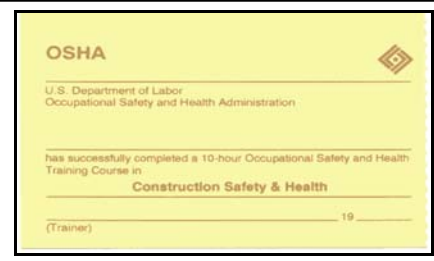 OSHA
U.S. Department of Labor
Occupational Safety and Health Administration
has successfully completed a 10-hour Occupational Safety and Health
Training Course in
Construction Safety & Health
19
(Trainer)